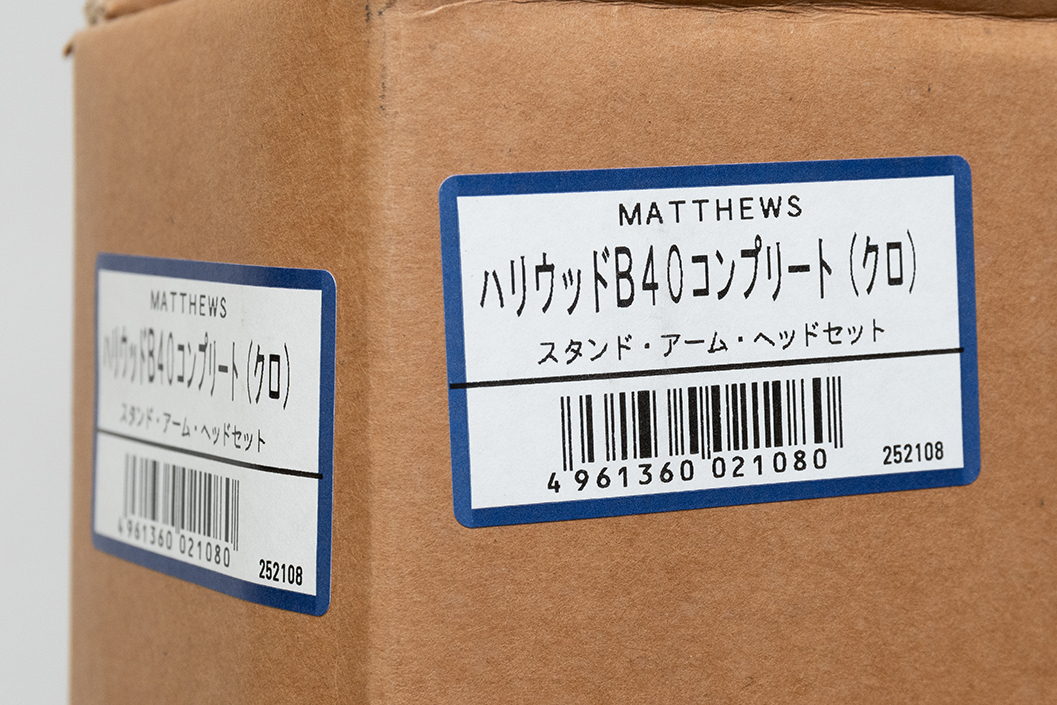 MATTHEWS
ハリウッドB40コンプリート(クロ)
スタンド・アーム・ヘッドセット
4 961360 021080
252108
MATTHEWS
ハリウッドB40コンプリート(クロ)
スタンド・アーム・ヘッドセット
4 961360 021080
252108